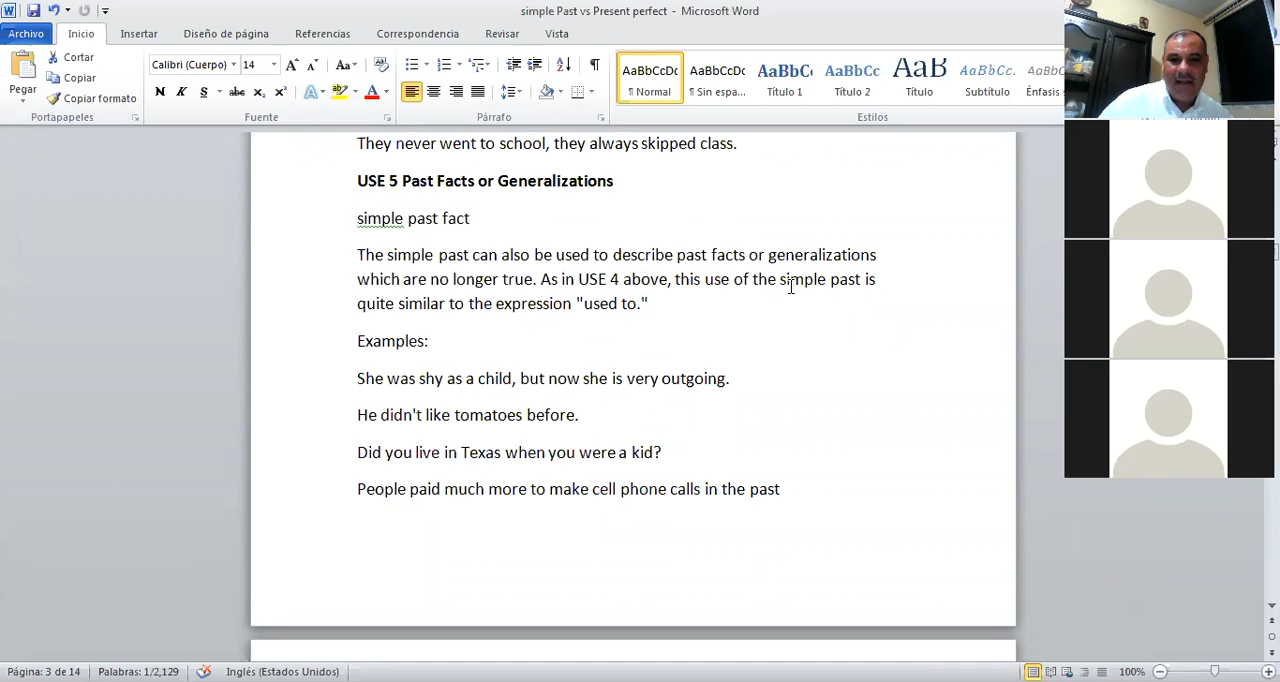 simple Past vs Present perfect - Microsoft Word
Archivo Inicio Insertar Diseño de página Referencias Correspondencia Revisar Vista
Pegar
Cortar
Copiar
Copiar formato
Portapapeles
Calibri (Cuerpo) 14
N K S abc x₂ x² A A
Aa
Fuente
Párrafo
AaBbCcDc AaBbCcDc AaBbC AaBbCc AaB AaBbCc. AaBbC
¶ Normal ¶ Sin espa... Título 1 Título 2 Título Subtítulo Énfasis
Estilos
They never went to school, they always skipped class.
USE 5 Past Facts or Generalizations
simple past fact
The simple past can also be used to describe past facts or generalizations
which are no longer true. As in USE 4 above, this use of the simple past is
quite similar to the expression "used to."
Examples:
She was shy as a child, but now she is very outgoing.
He didn't like tomatoes before.
Did you live in Texas when you were a kid?
People paid much more to make cell phone calls in the past
Página: 3 de 14 Palabras: 1/2,129 Inglés (Estados Unidos) 100%